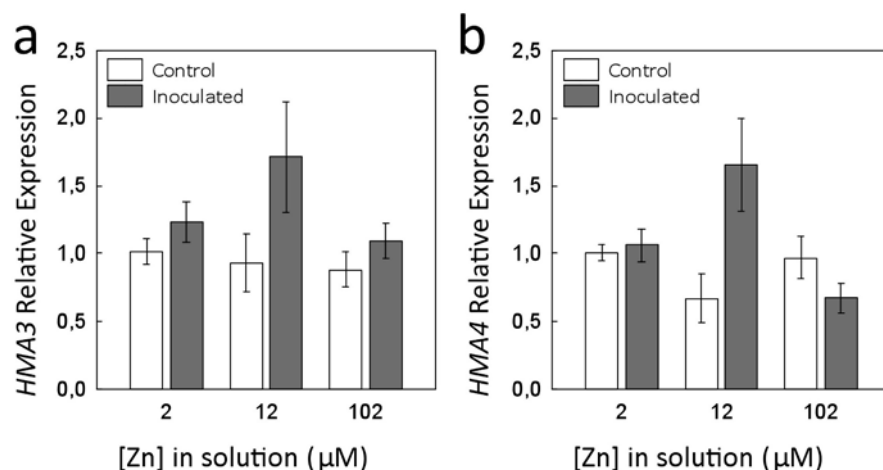 a
2,5
2,0
1,5
1,0
0,5
0,0
HMA3 Relative Expression
Control
Inoculated
2 12 102
[Zn] in solution (µM)
b
2,5
2,0
1,5
1,0
0,5
0,0
HMA4 Relative Expression
Control
Inoculated
2 12 102
[Zn] in solution (µM)